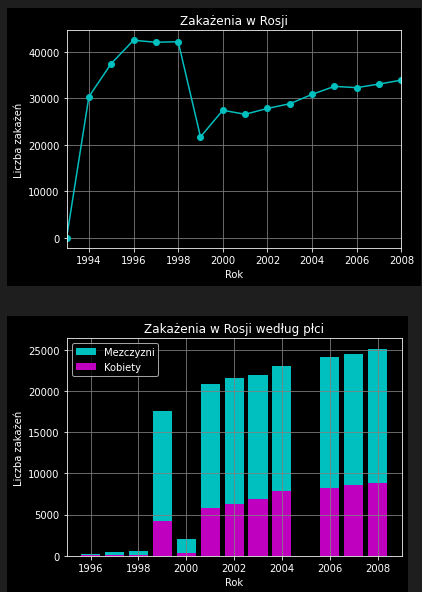 Zakażenia w Rosji
40000
30000
20000
10000
0
Liczba zakażeń
1994 1996 1998 2000 2002 2004 2006 2008
Rok
Zakażenia w Rosji według płci
Mezczyzni
Kobiety
25000
20000
15000
10000
5000
0
Liczba zakażeń
1996 1998 2000 2002 2004 2006 2008
Rok